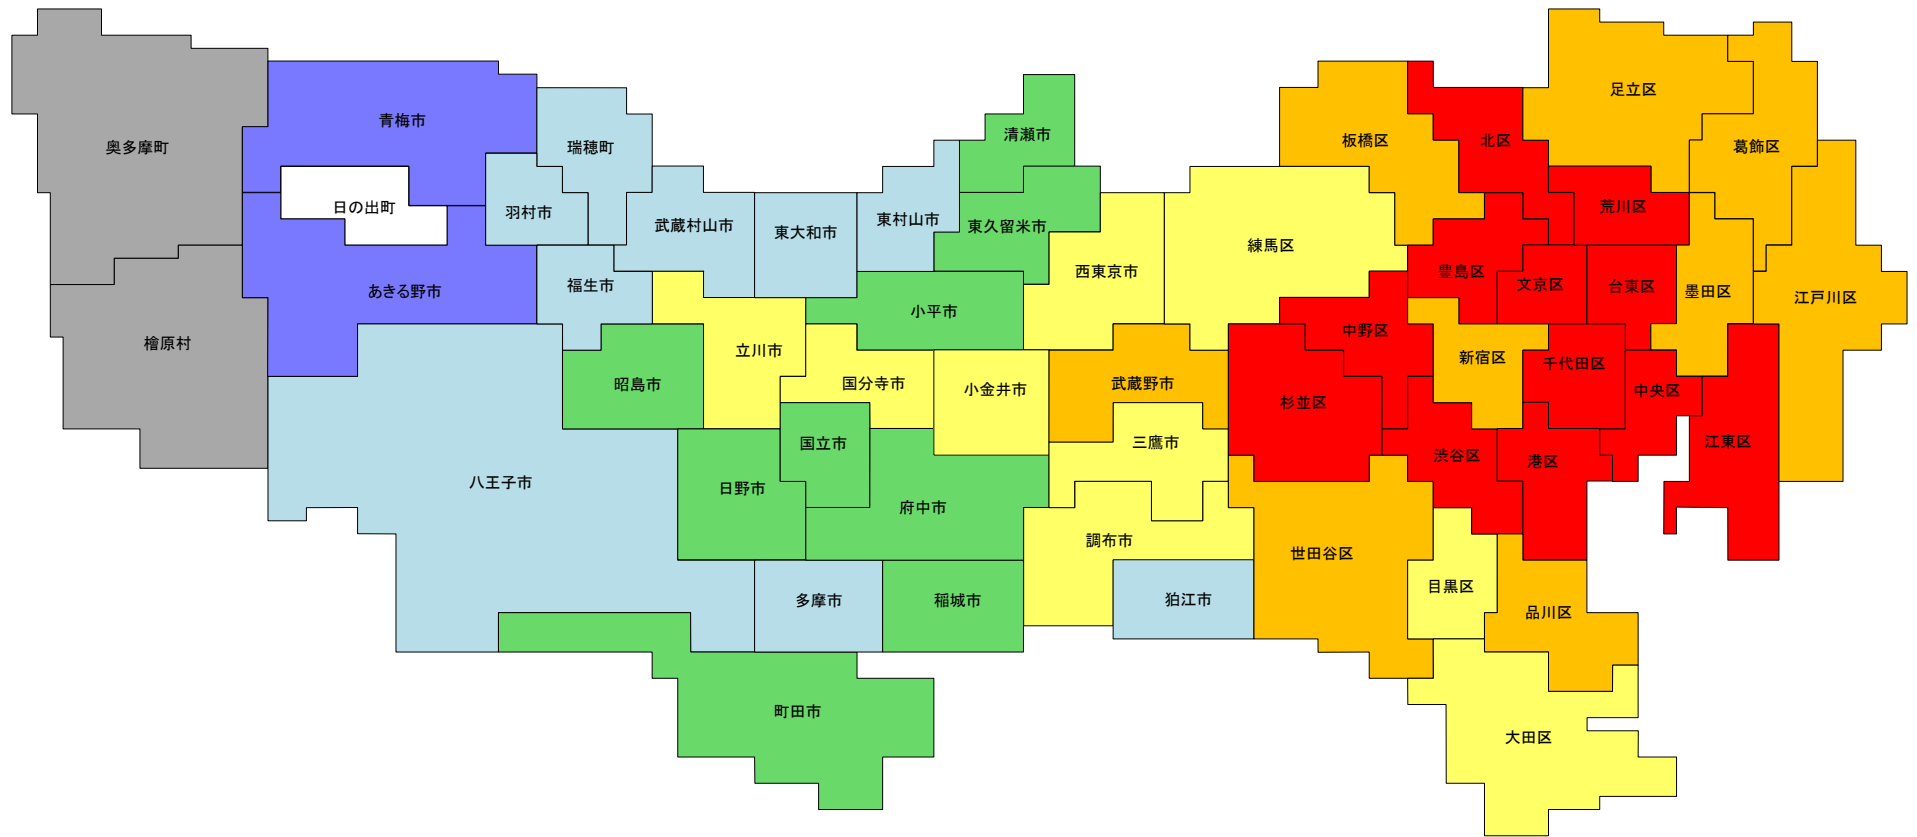 足立区
青梅市
清瀬市
板橋区
北区
奥多摩町
瑞穂町
葛飾区
日の出町
羽村市
武蔵村山市
東大和市
東村山市
東久留米市
荒川区
練馬区
西東京市
豊島区
文京区
台東区
墨田区
江戸川区
あきる野市
福生市
小平市
中野区
檜原村
立川市
新宿区
千代田区
昭島市
国分寺市
小金井市
武蔵野市
中央区
杉並区
国立市
三鷹市
江東区
渋谷区
港区
八王子市
日野市
府中市
調布市
世田谷区
目黒区
多摩市
稲城市
狛江市
品川区
町田市
大田区